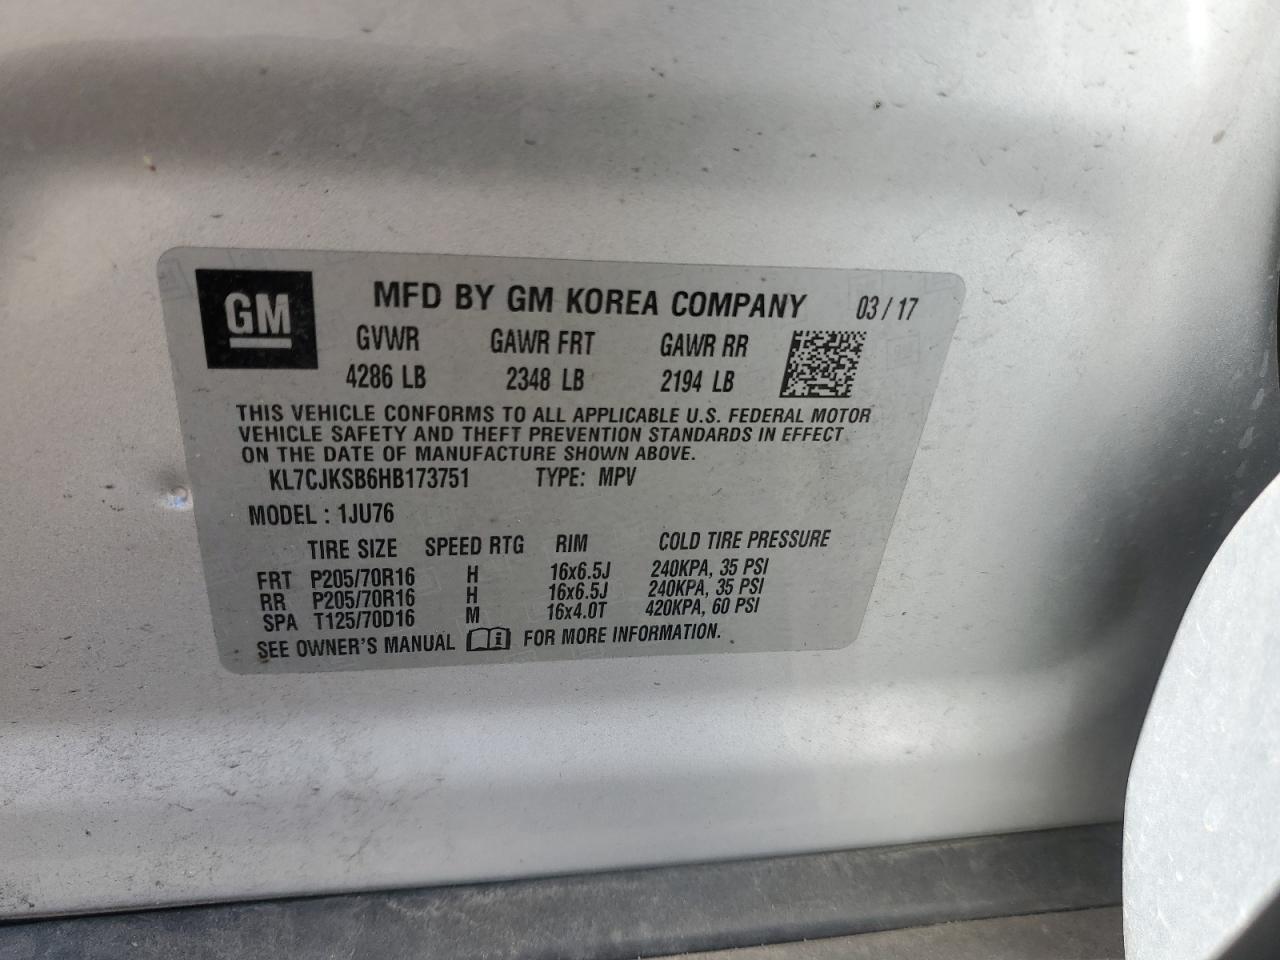 GM
MFD BY GM KOREA COMPANY 03/17
GVWR GAWR FRT GAWR RR
4286 LB 2348 LB 2194 LB
THIS VEHICLE CONFORMS TO ALL APPLICABLE U.S. FEDERAL MOTOR
VEHICLE SAFETY AND THEFT PREVENTION STANDARDS IN EFFECT
ON THE DATE OF MANUFACTURE SHOWN ABOVE.
KL7CJKSB6HB173751 TYPE: MPV
MODEL : 1JU76
TIRE SIZE SPEED RTG RIM COLD TIRE PRESSURE
FRT P205/70R16 H 16x6.5J 240KPA, 35 PSI
RR P205/70R16 H 16x6.5J 240KPA, 35 PSI
SPA T125/70D16 M 16x4.0T 420KPA, 60 PSI
SEE OWNER'S MANUAL i FOR MORE INFORMATION.